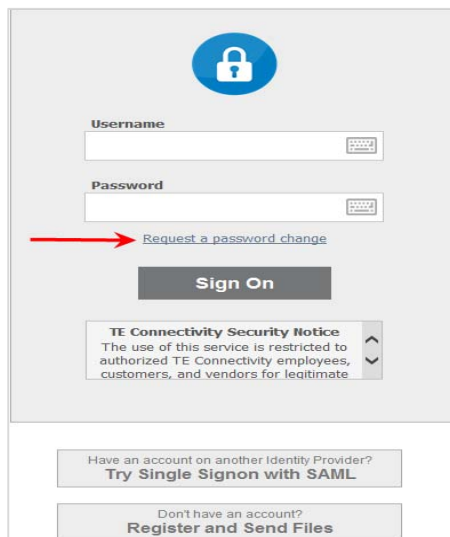 Username
Password
Request a password change
Sign On
TE Connectivity Security Notice
The use of this service is restricted to
authorized TE Connectivity employees,
customers, and vendors for legitimate
Have an account on another Identity Provider?
Try Single Signon with SAML
Don't have an account?
Register and Send Files